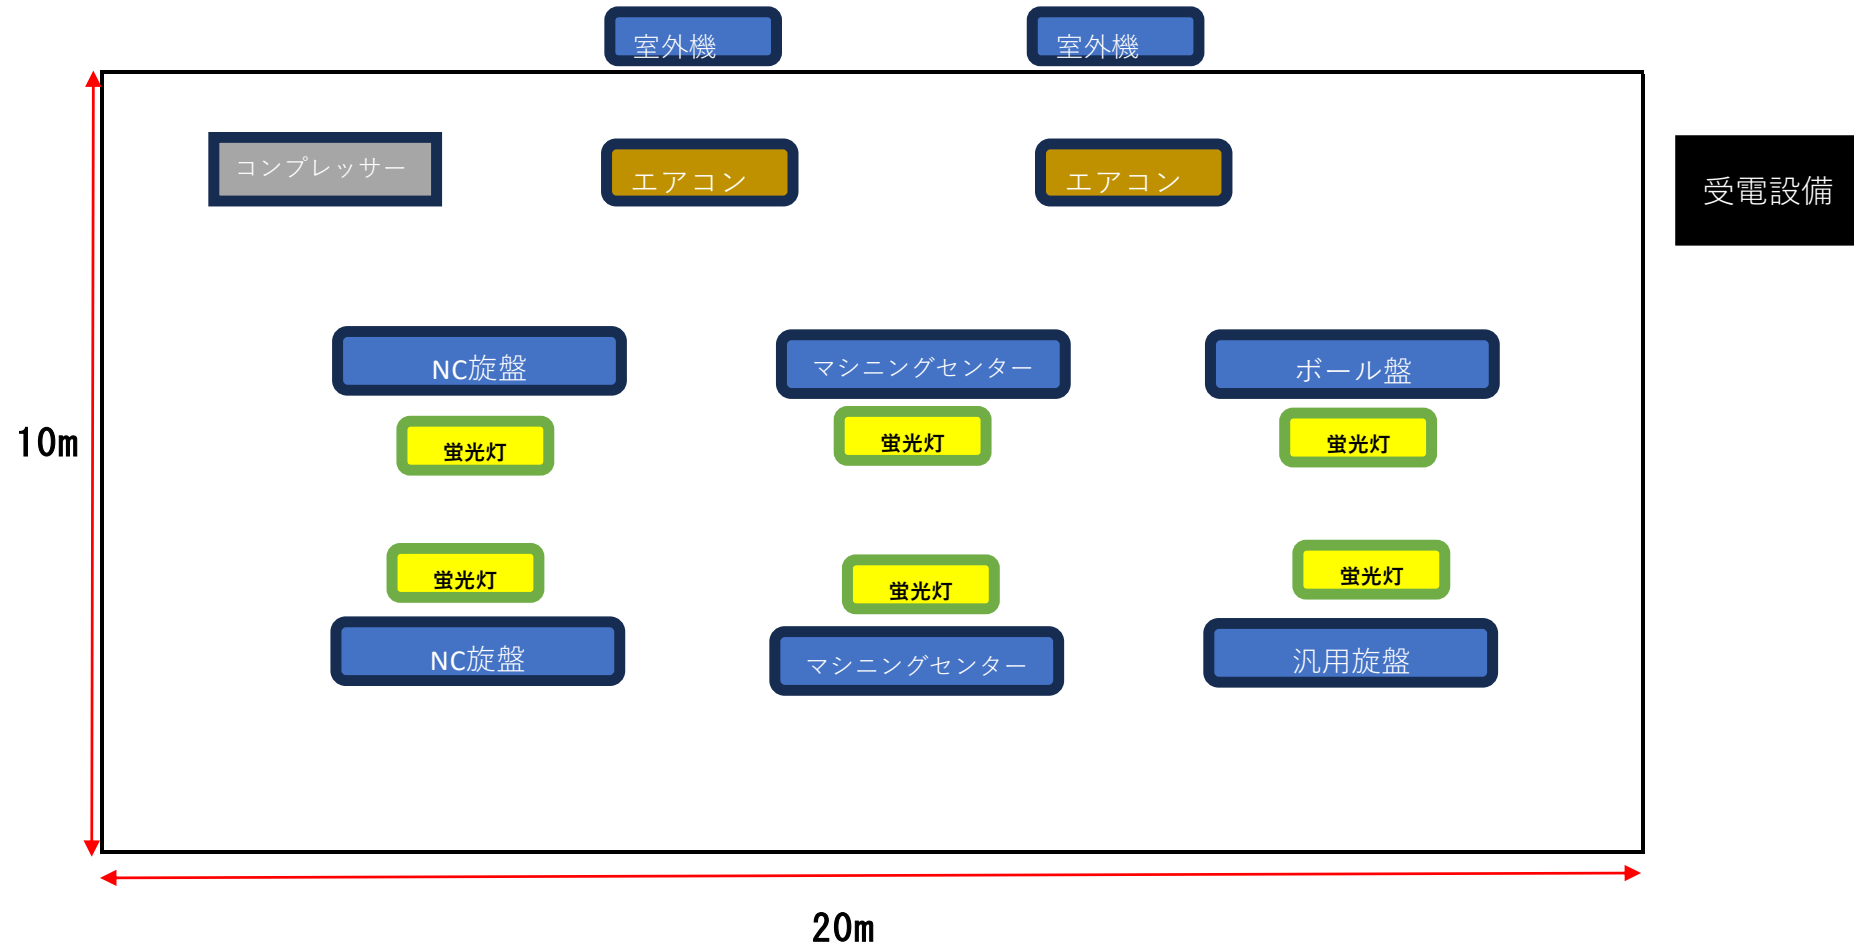 室外機
室外機
コンプレッサー
エアコン
エアコン
受電設備
NC旋盤
マシニングセンター
ボール盤
10m
蛍光灯
蛍光灯
蛍光灯
蛍光灯
蛍光灯
蛍光灯
NC旋盤
マシニングセンター
汎用旋盤
20m